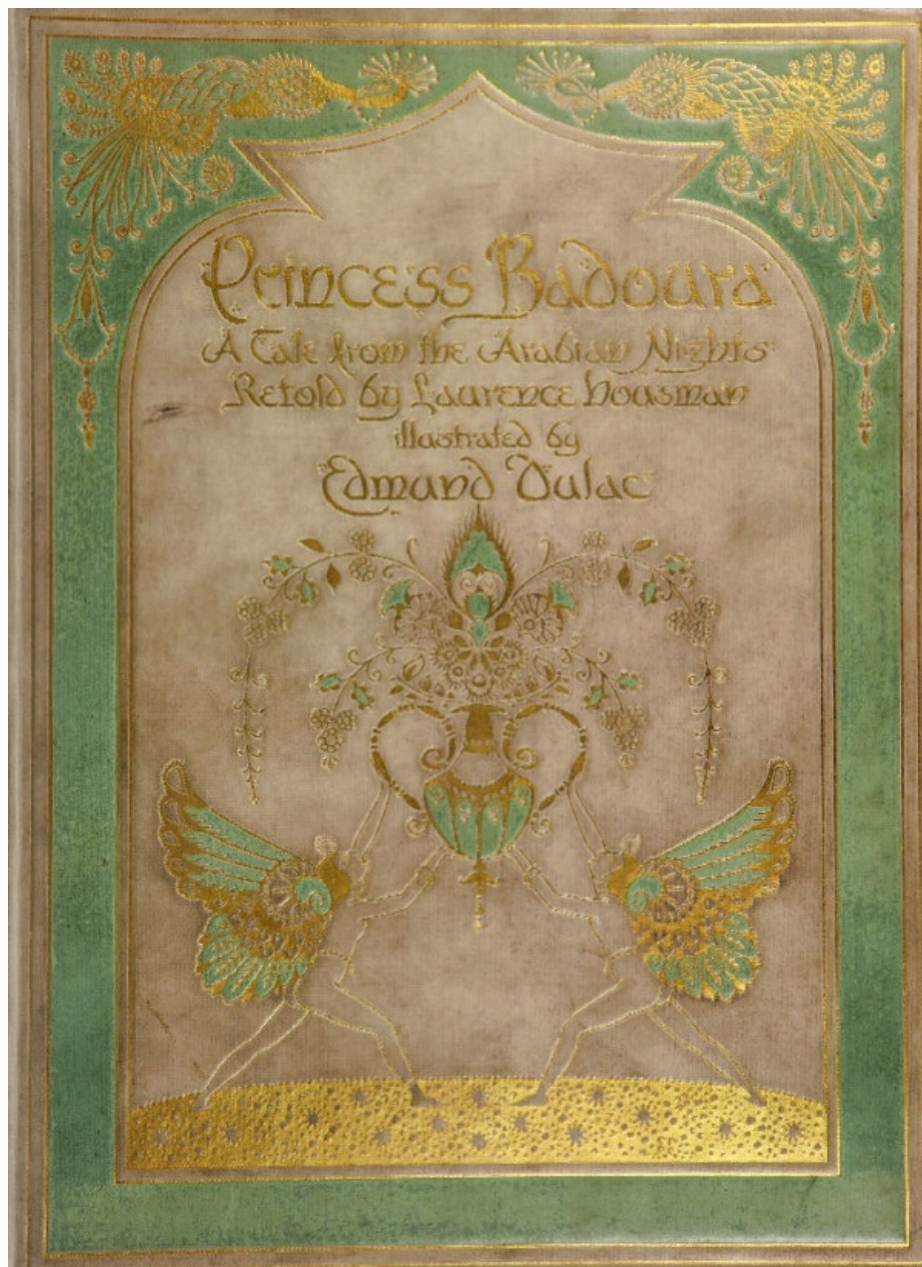 Princess Badoura
A Tale from the Arabian Nights
Retold by Laurence Housman
illustrated by
Edmund Dulac